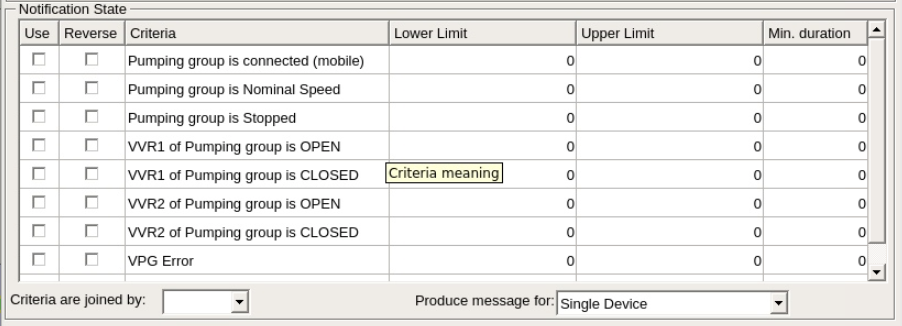 Notification State
Use Reverse Criteria Lower Limit Upper Limit Min. duration
Pumping group is connected (mobile) 0 0 0
Pumping group is Nominal Speed 0 0 0
Pumping group is Stopped 0 0 0
VVR1 of Pumping group is OPEN 0 0 0
VVR1 of Pumping group is CLOSED Criteria meaning 0 0 0
VVR2 of Pumping group is OPEN 0 0 0
VVR2 of Pumping group is CLOSED 0 0 0
VPG Error 0 0 0
Criteria are joined by: Produce message for: Single Device